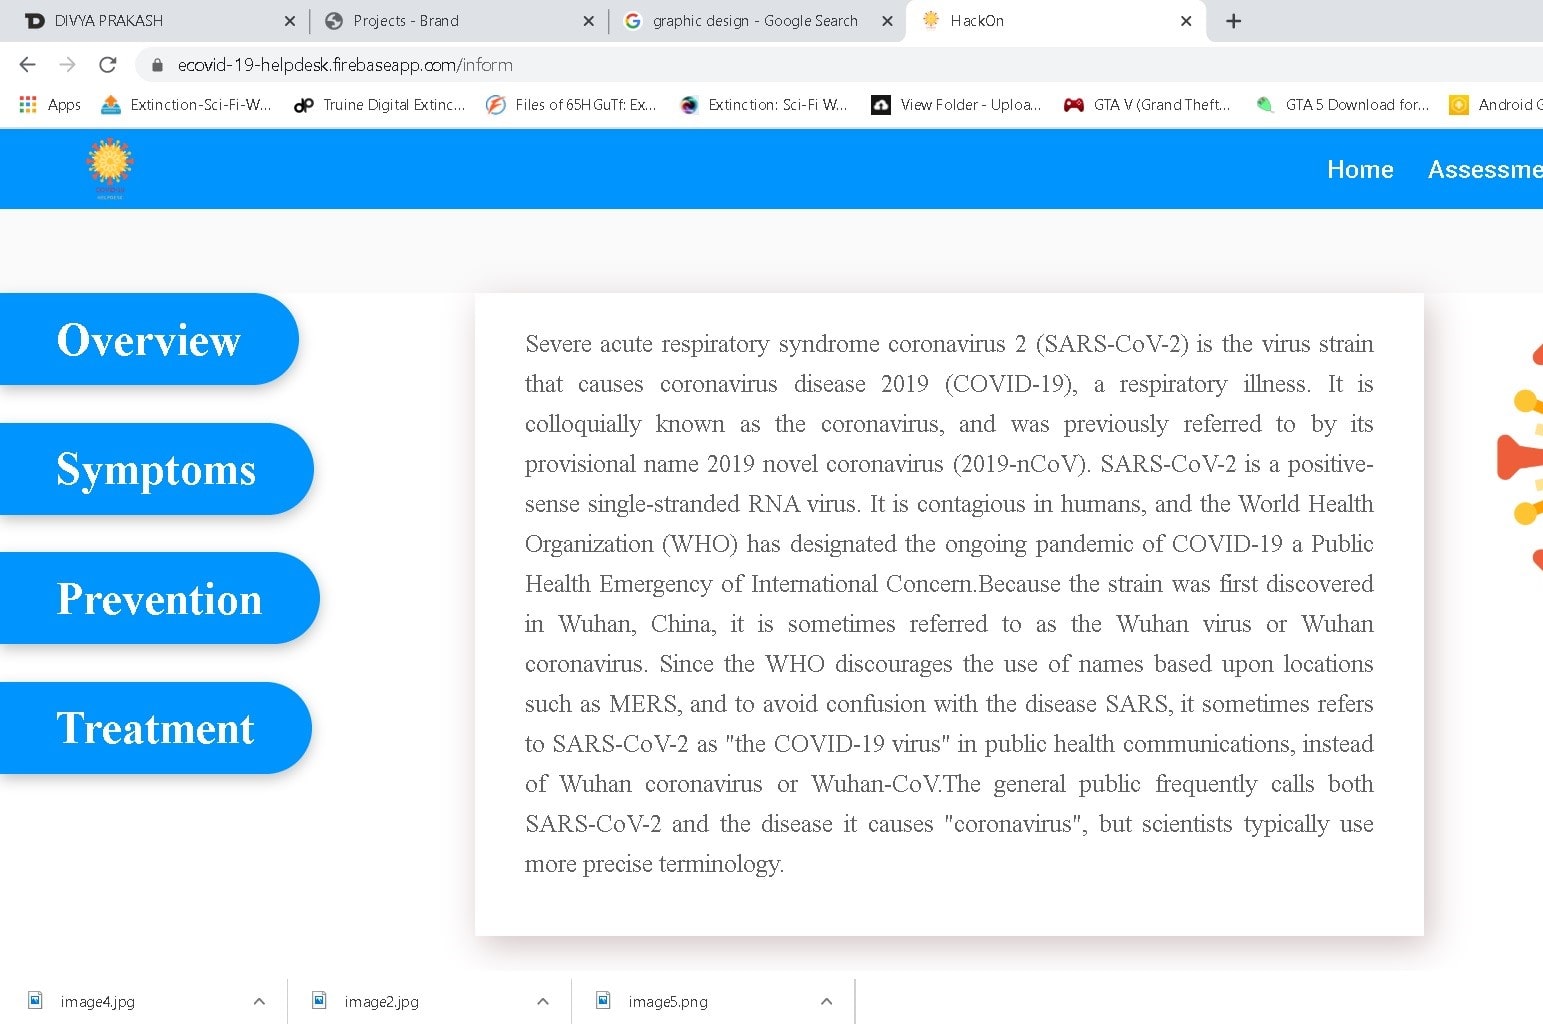 DIVYA PRAKASH
Projects - Brand
graphic design - Google Search
HackOn
ecovid-19-helpdesk.firebaseapp.com/inform
Apps
Extinction-Sci-Fi-W...
Truine Digital Extinc...
Files of 65HGuTf: Ex...
Extinction: Sci-Fi W...
View Folder - Uploa...
GTA V (Grand Theft...
GTA 5 Download for...
Android G
Home
Assessme
Overview
Symptoms
Prevention
Treatment
Severe acute respiratory syndrome coronavirus 2 (SARS-CoV-2) is the virus strain
that causes coronavirus disease 2019 (COVID-19), a respiratory illness. It is
colloquially known as the coronavirus, and was previously referred to by its
provisional name 2019 novel coronavirus (2019-nCoV). SARS-CoV-2 is a positive-
sense single-stranded RNA virus. It is contagious in humans, and the World Health
Organization (WHO) has designated the ongoing pandemic of COVID-19 a Public
Health Emergency of International Concern.Because the strain was first discovered
in Wuhan, China, it is sometimes referred to as the Wuhan virus or Wuhan
coronavirus. Since the WHO discourages the use of names based upon locations
such as MERS, and to avoid confusion with the disease SARS, it sometimes refers
to SARS-CoV-2 as "the COVID-19 virus" in public health communications, instead
of Wuhan coronavirus or Wuhan-CoV.The general public frequently calls both
SARS-CoV-2 and the disease it causes "coronavirus", but scientists typically use
more precise terminology.
image4.jpg
image2.jpg
image5.png